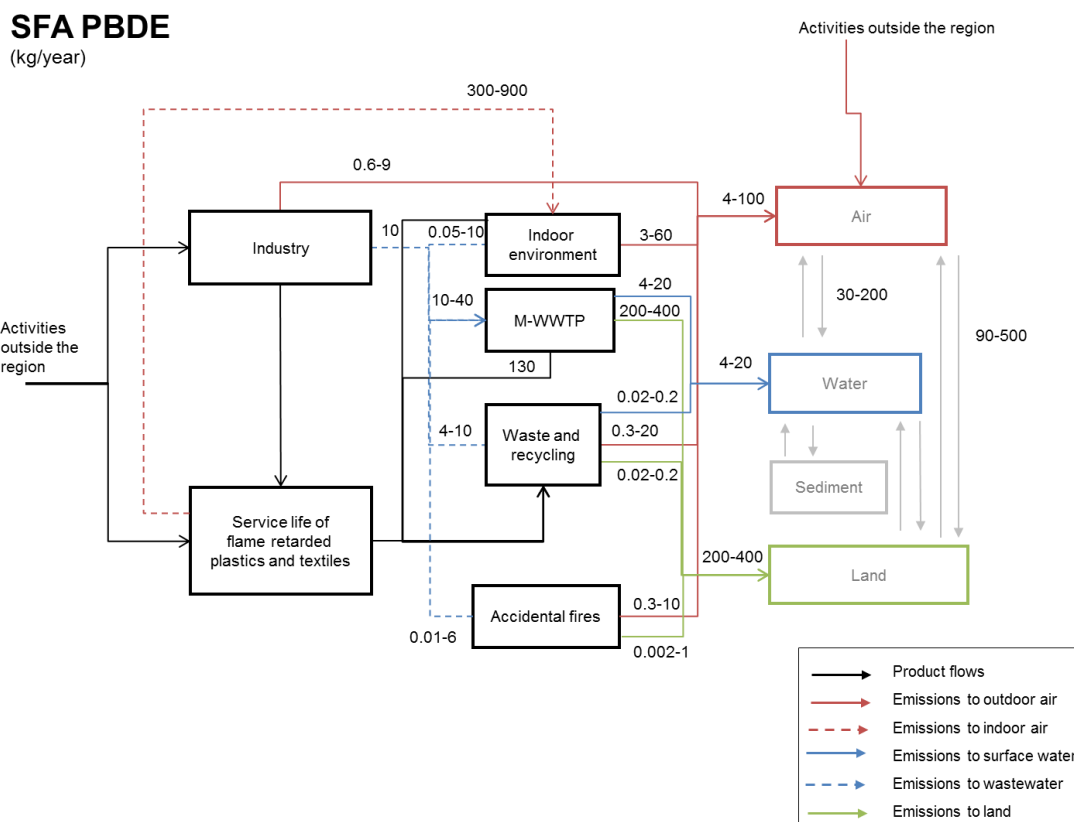 SFA PBDE
(kg/year)
Activities outside the region
300-900
0.6-9
4-100
Air
Industry
10
0.05-10
Indoor
environment
3-60
4-20
10-40
M-WWTP
200-400
30-200
90-500
Activities
outside the
region
130
4-20
Water
0.02-0.2
4-10
Waste and
recycling
0.3-20
0.02-0.2
Sediment
Service life of
flame retarded
plastics and textiles
200-400
Land
0.3-10
Accidental fires
0.01-6
0.002-1
Product flows
Emissions to outdoor air
Emissions to indoor air
Emissions to surface water
Emissions to wastewater
Emissions to land